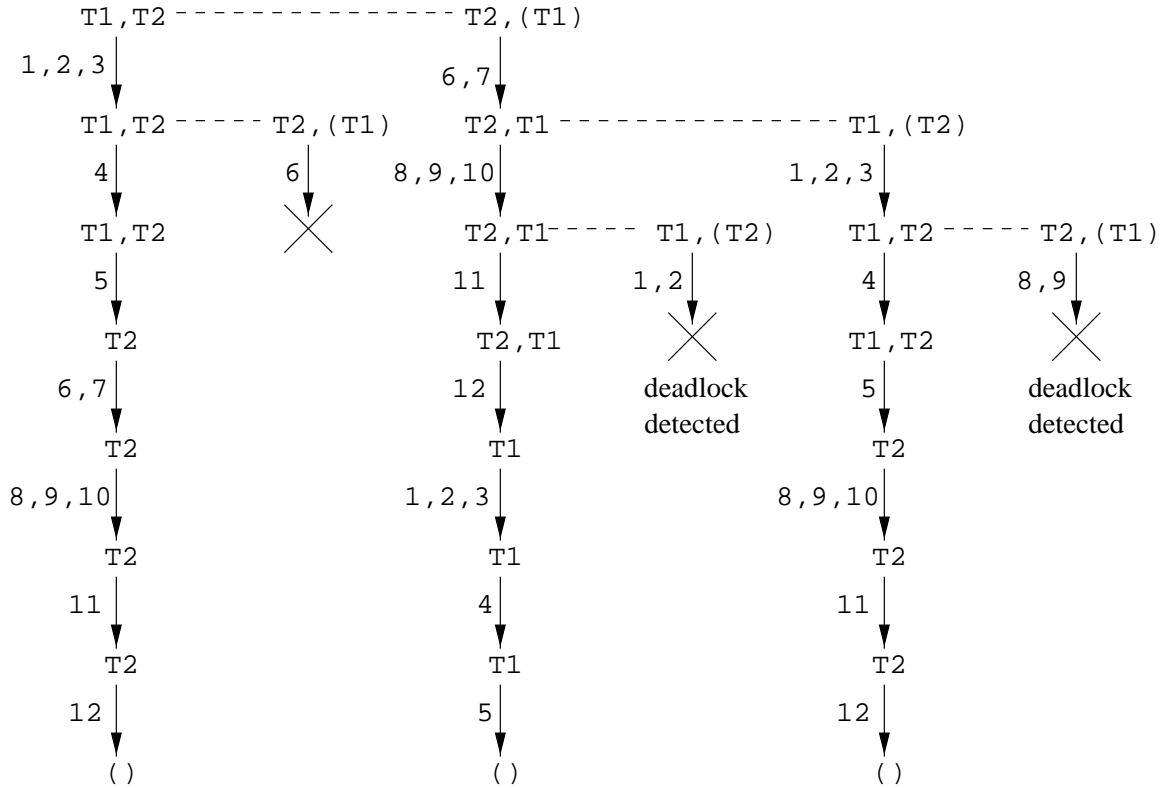 T1,T2 T2,(T1)
1,2,3 6,7
T1,T2 T2,(T1) T2,T1 T1,(T2)
4 6 8,9,10 1,2,3
T1,T2 T2,T1 T1,(T2) T1,T2 T2,(T1)
5 11 1,2 4 8,9
T2 T2,T1 T1,T2
6,7 12 deadlock 5 deadlock
detected detected
T2 T1 T2
8,9,10 1,2,3 8,9,10
T2 T1 T2
11 4 11
T2 T1 T2
12 5 12
() () ()